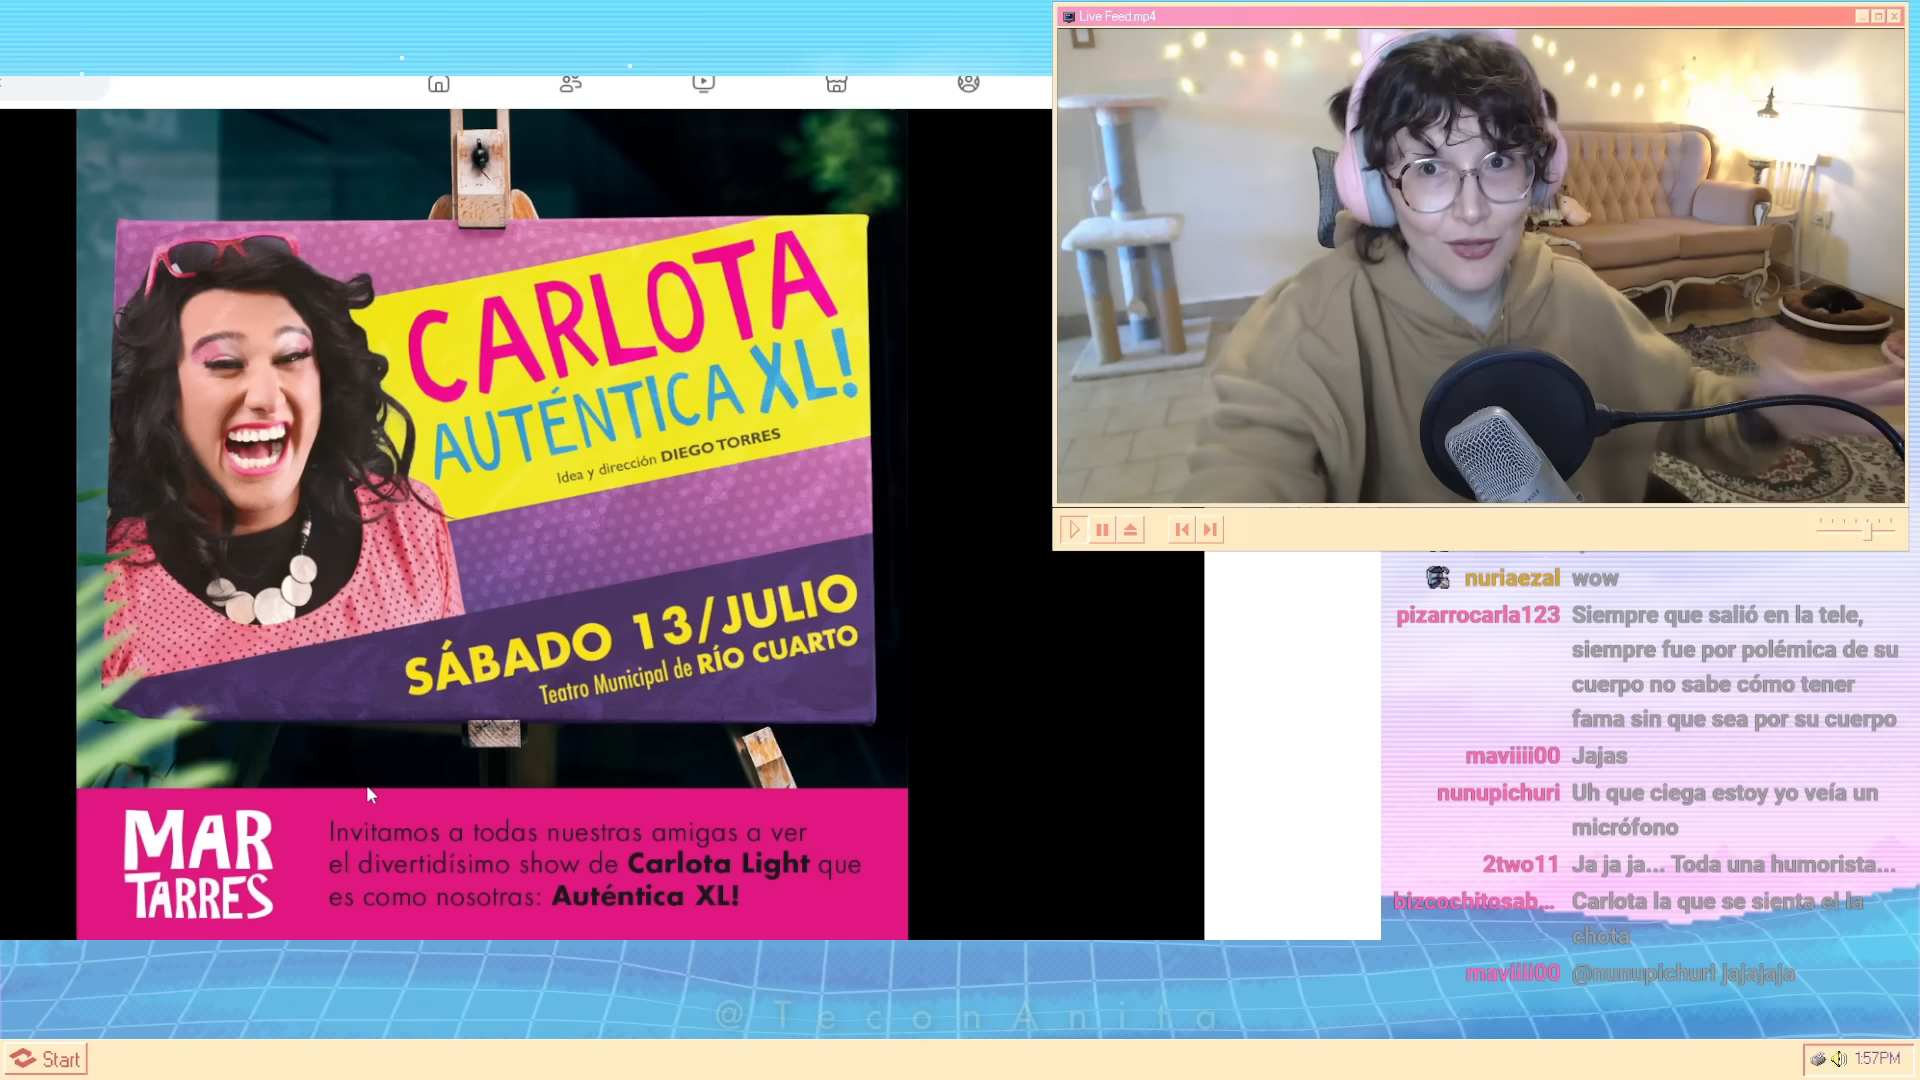 Live Feed.mp4
CARLOTA
AUTÉNTICA XL!
Idea y dirección DIEGO TORRES
SÁBADO 13/JULIO
Teatro Municipal de RÍO CUARTO
MAR
TARRES
Invitamos a todas nuestras amigas a ver
el divertidísimo show de Carlota Light que
es como nosotras: Auténtica XL!
nuriaezal wow
pizarrocarla123 Siempre que salió en la tele,
siempre fue por polémica de su
cuerpo no sabe cómo tener
fama sin que sea por su cuerpo
maviiii00 Jajas
nunupichuri Uh que ciega estoy yo veía un
micrófono
2two11 Ja ja ja... Toda una humorista...
bizcochitosab... Carlota la que se sienta el la
chota
maviiii00 @nunupichuri jajajaja
@TeconAnita
Start
1:57PM